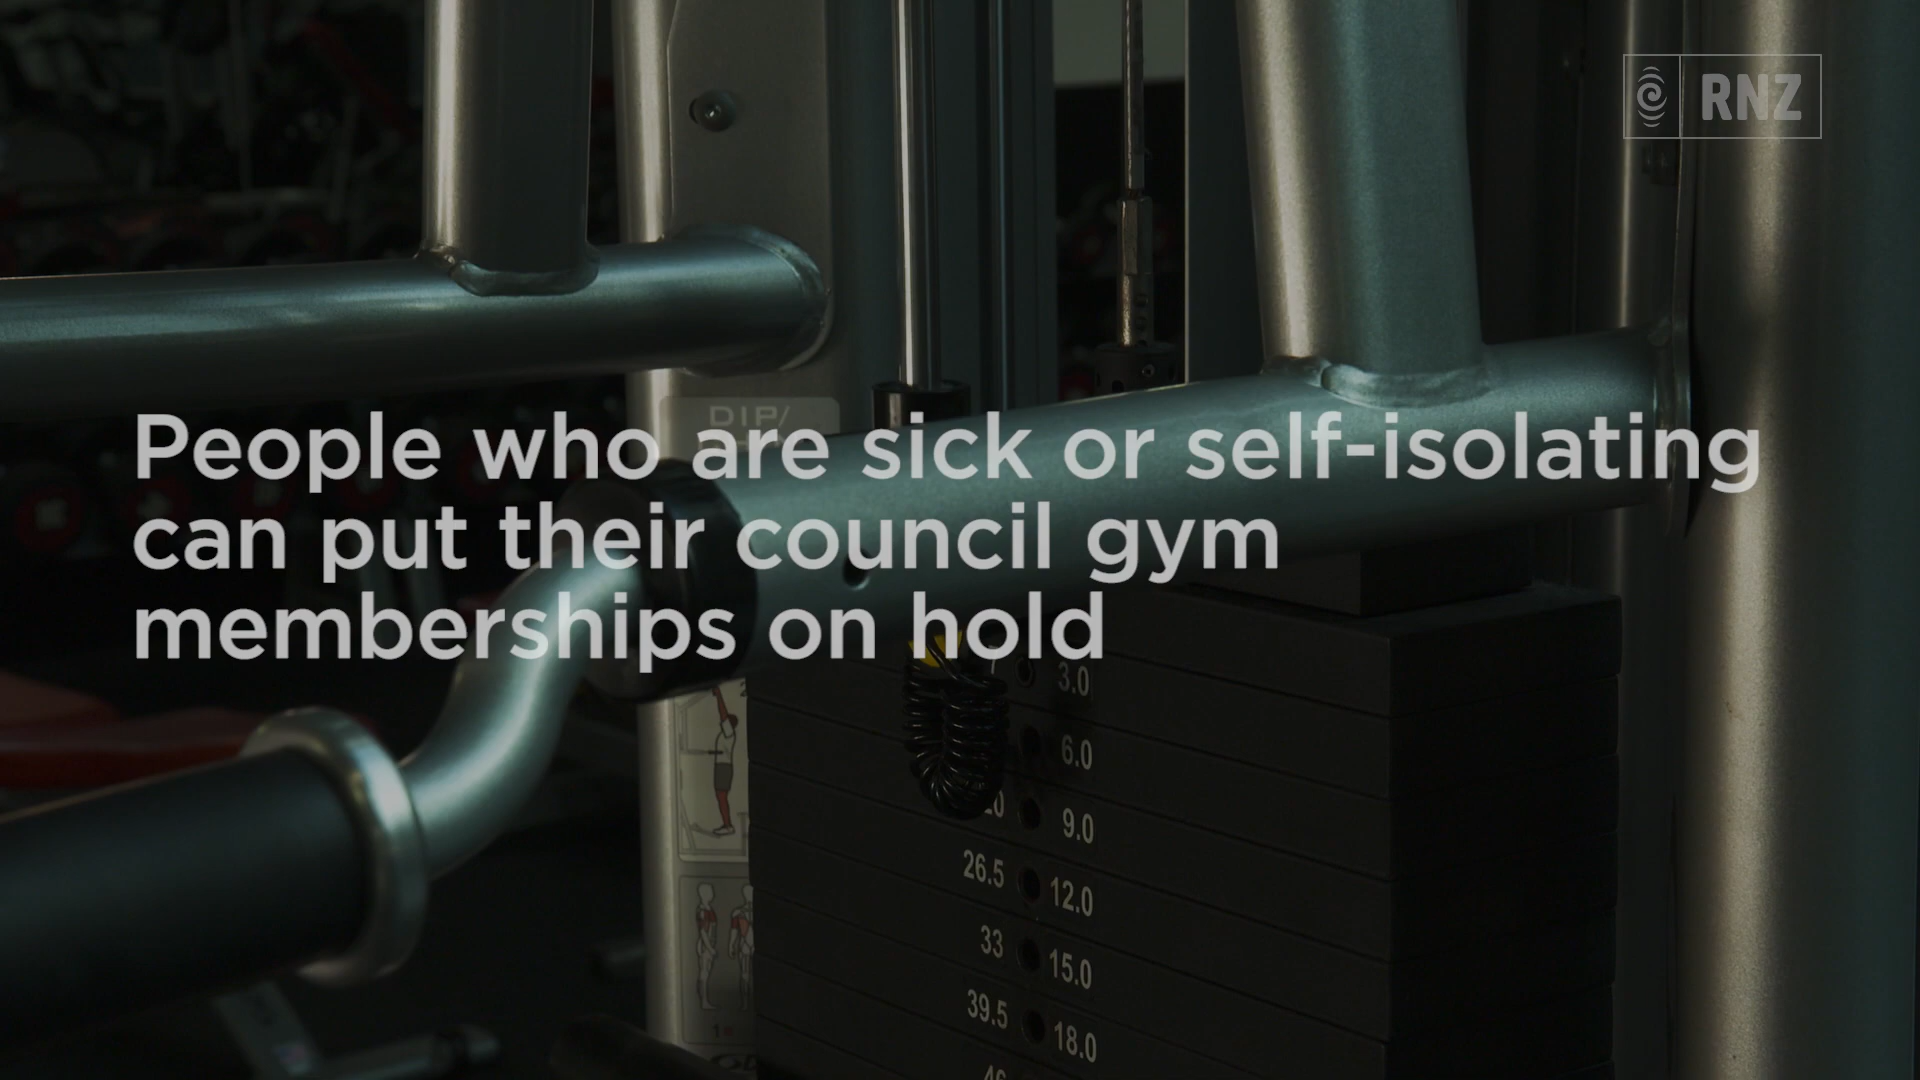 RNZ
DIP/
People who are sick or self-isolating
can put their council gym
memberships on hold
3.0
6.0
9.0
26.5 12.0
33 15.0
39.5 18.0